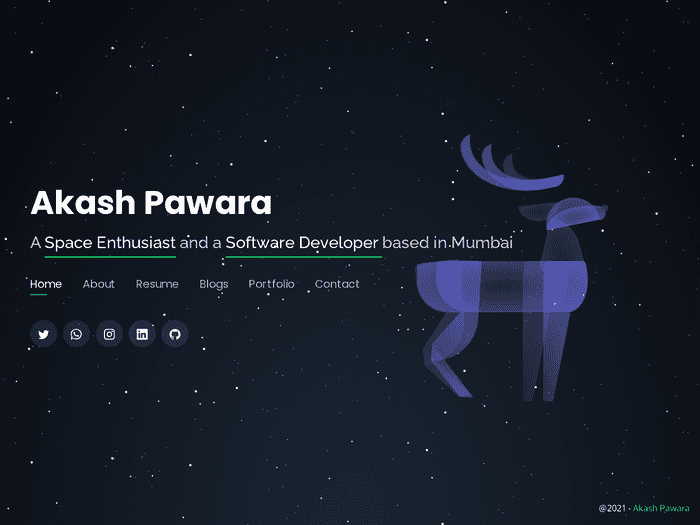 Akash Pawara
A Space Enthusiast and a Software Developer based in Mumbai
Home About Resume Blogs Portfolio Contact
@2021 - Akash Pawara